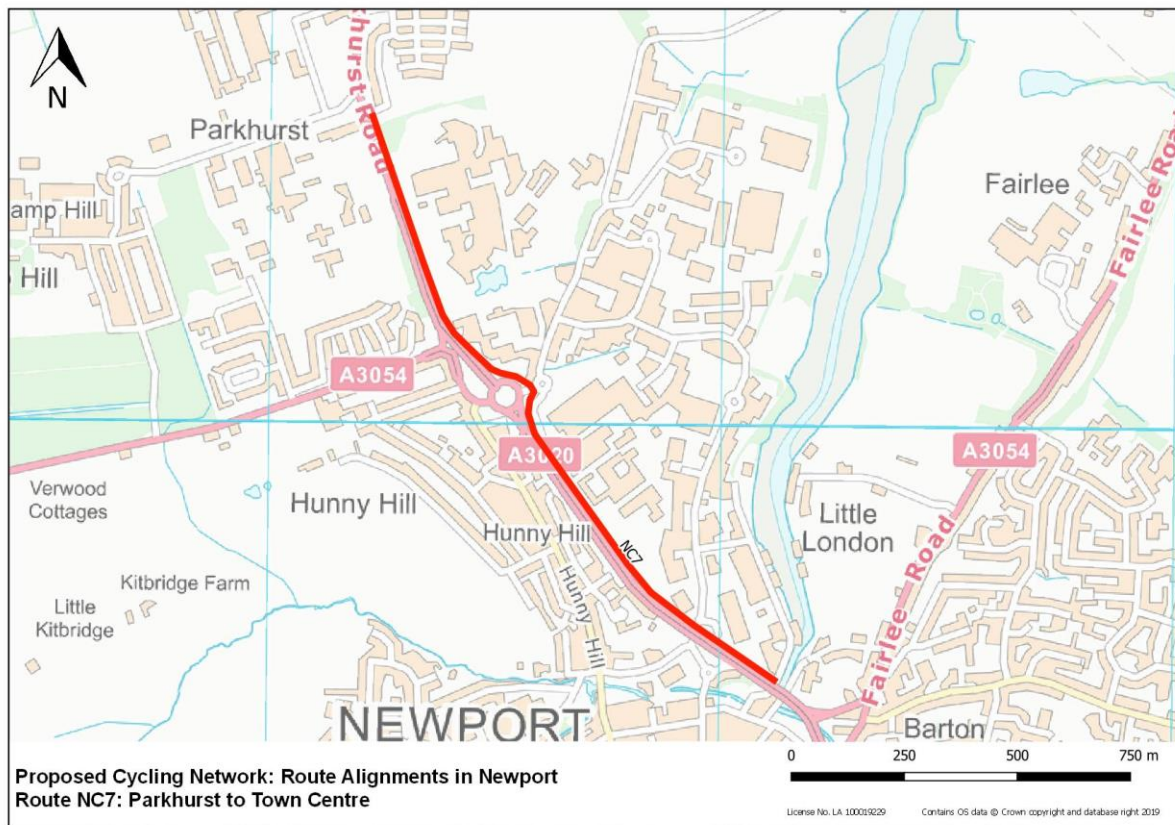 N
khurst Road
Parkhurst
amp Hill
Hill
Fairlee
Fairlee Road
A3054
A3020
A3054
Verwood
Cottages
Hunny Hill
Hunny Hill
Hunny Hill
NC7
Little
London
Kitbridge Farm
Little
Kitbridge
Fairlee Road
NEWPORT
Barton
Proposed Cycling Network: Route Alignments in Newport
Route NC7: Parkhurst to Town Centre
0 250 500 750 m
License No. LA 100019229 Contains OS data © Crown copyright and database right 2019